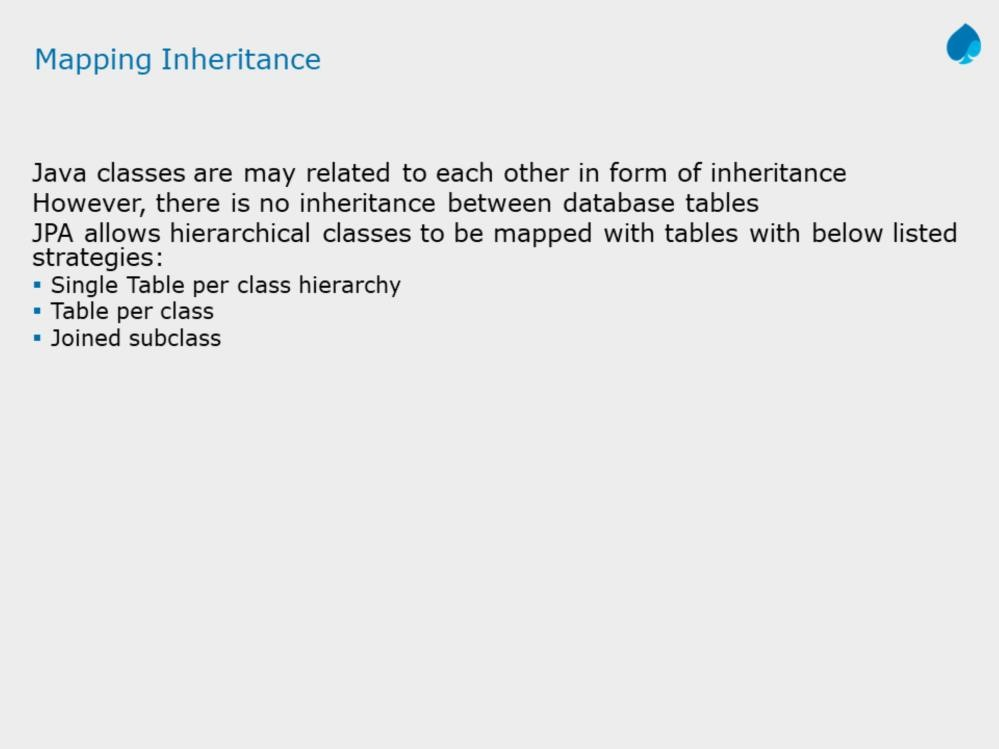 Mapping Inheritance
Java classes are may related to each other in form of inheritance
However, there is no inheritance between database tables
JPA allows hierarchical classes to be mapped with tables with below listed
strategies:
▪ Single Table per class hierarchy
▪ Table per class
▪ Joined subclass